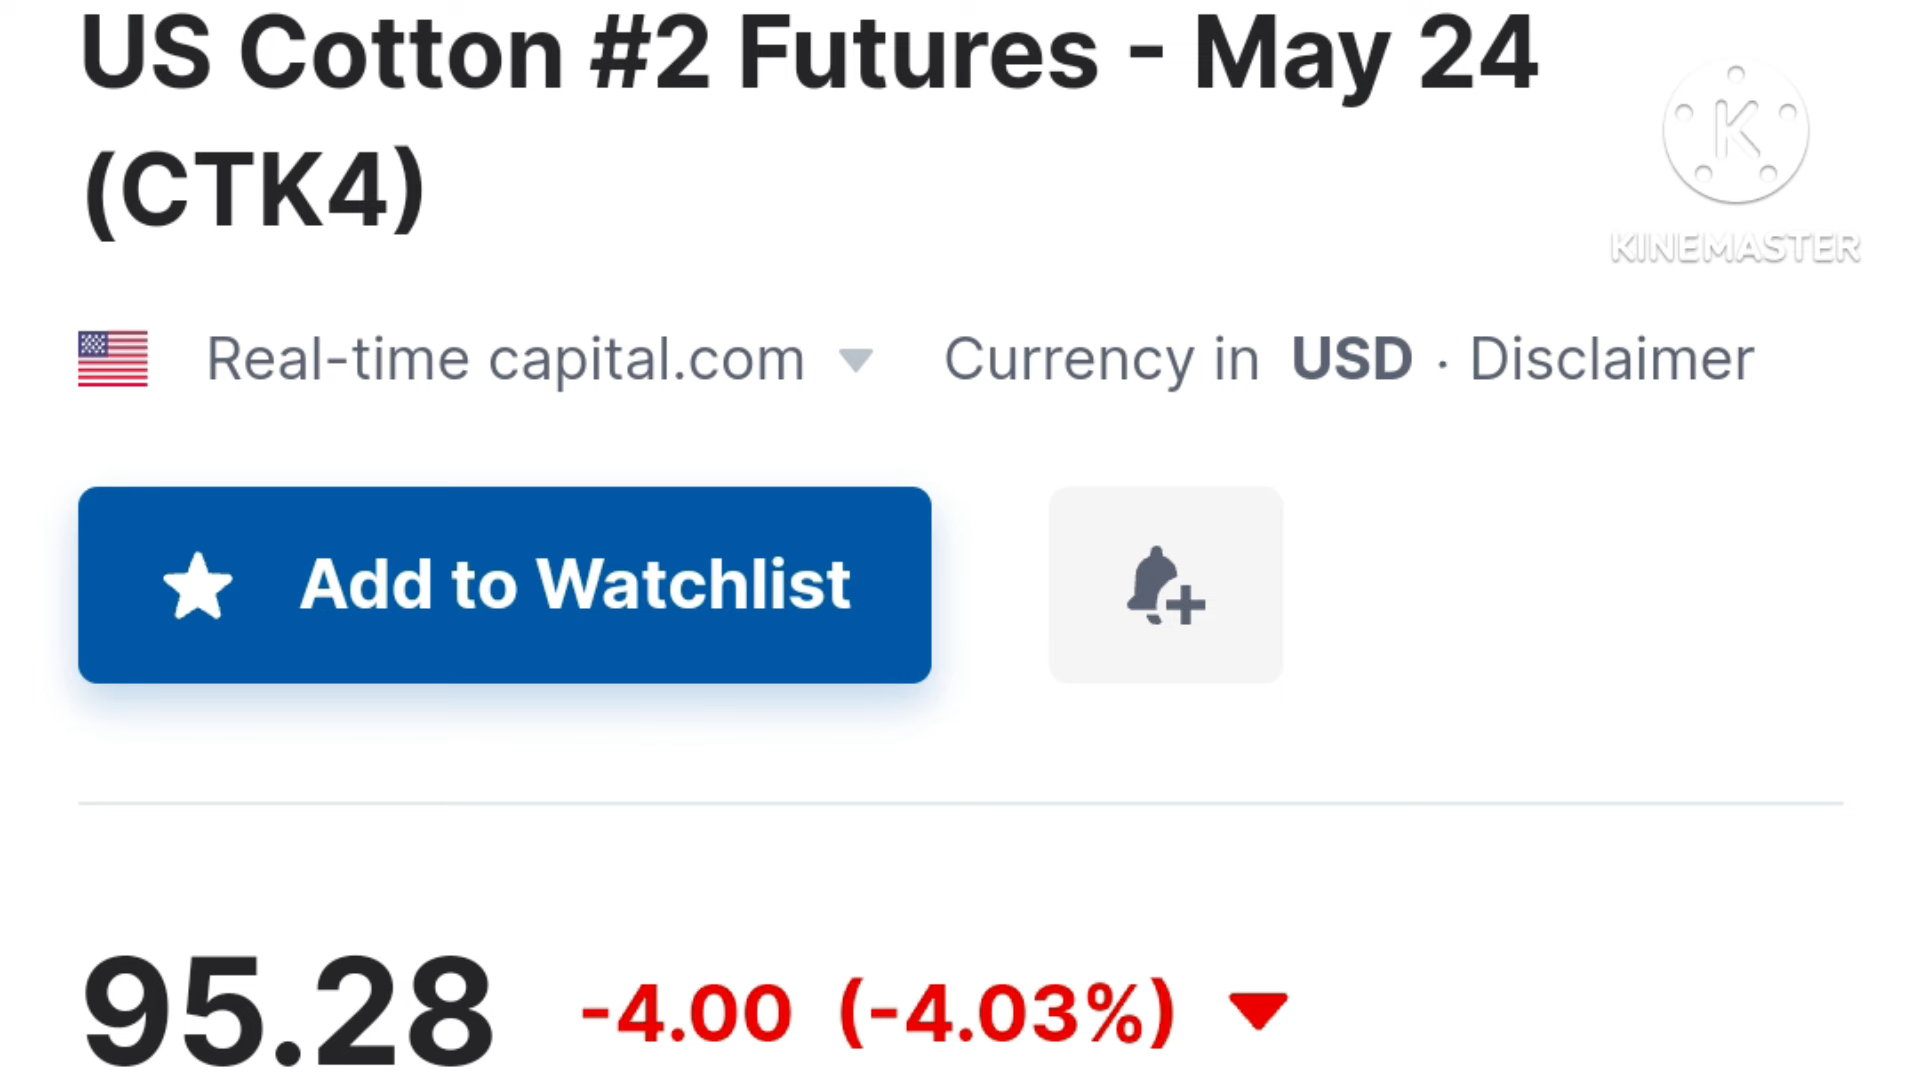 US Cotton #2 Futures - May 24
(CTK4)
K
KINEMASTER
Real-time capital.com Currency in USD · Disclaimer
Add to Watchlist
95.28 -4.00 (-4.03%)